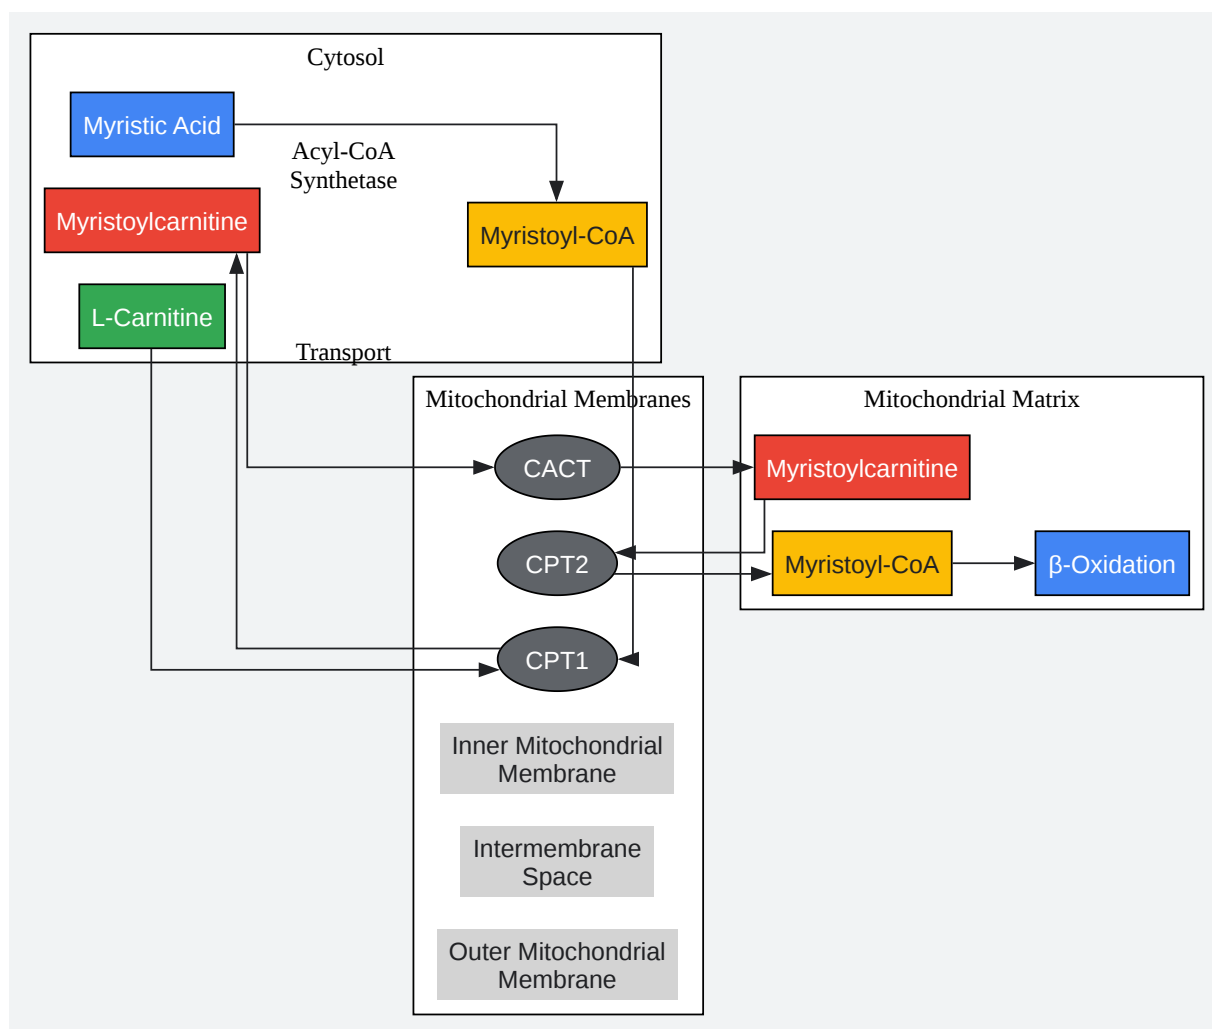 Cytosol
Myristic Acid
Acyl-CoA
Synthetase
Myristoylcarnitine
Myristoyl-CoA
L-Carnitine
Transport
Mitochondrial Membranes
CACT
CPT2
CPT1
Inner Mitochondrial
Membrane
Intermembrane
Space
Outer Mitochondrial
Membrane
Mitochondrial Matrix
Myristoylcarnitine
Myristoyl-CoA
β-Oxidation